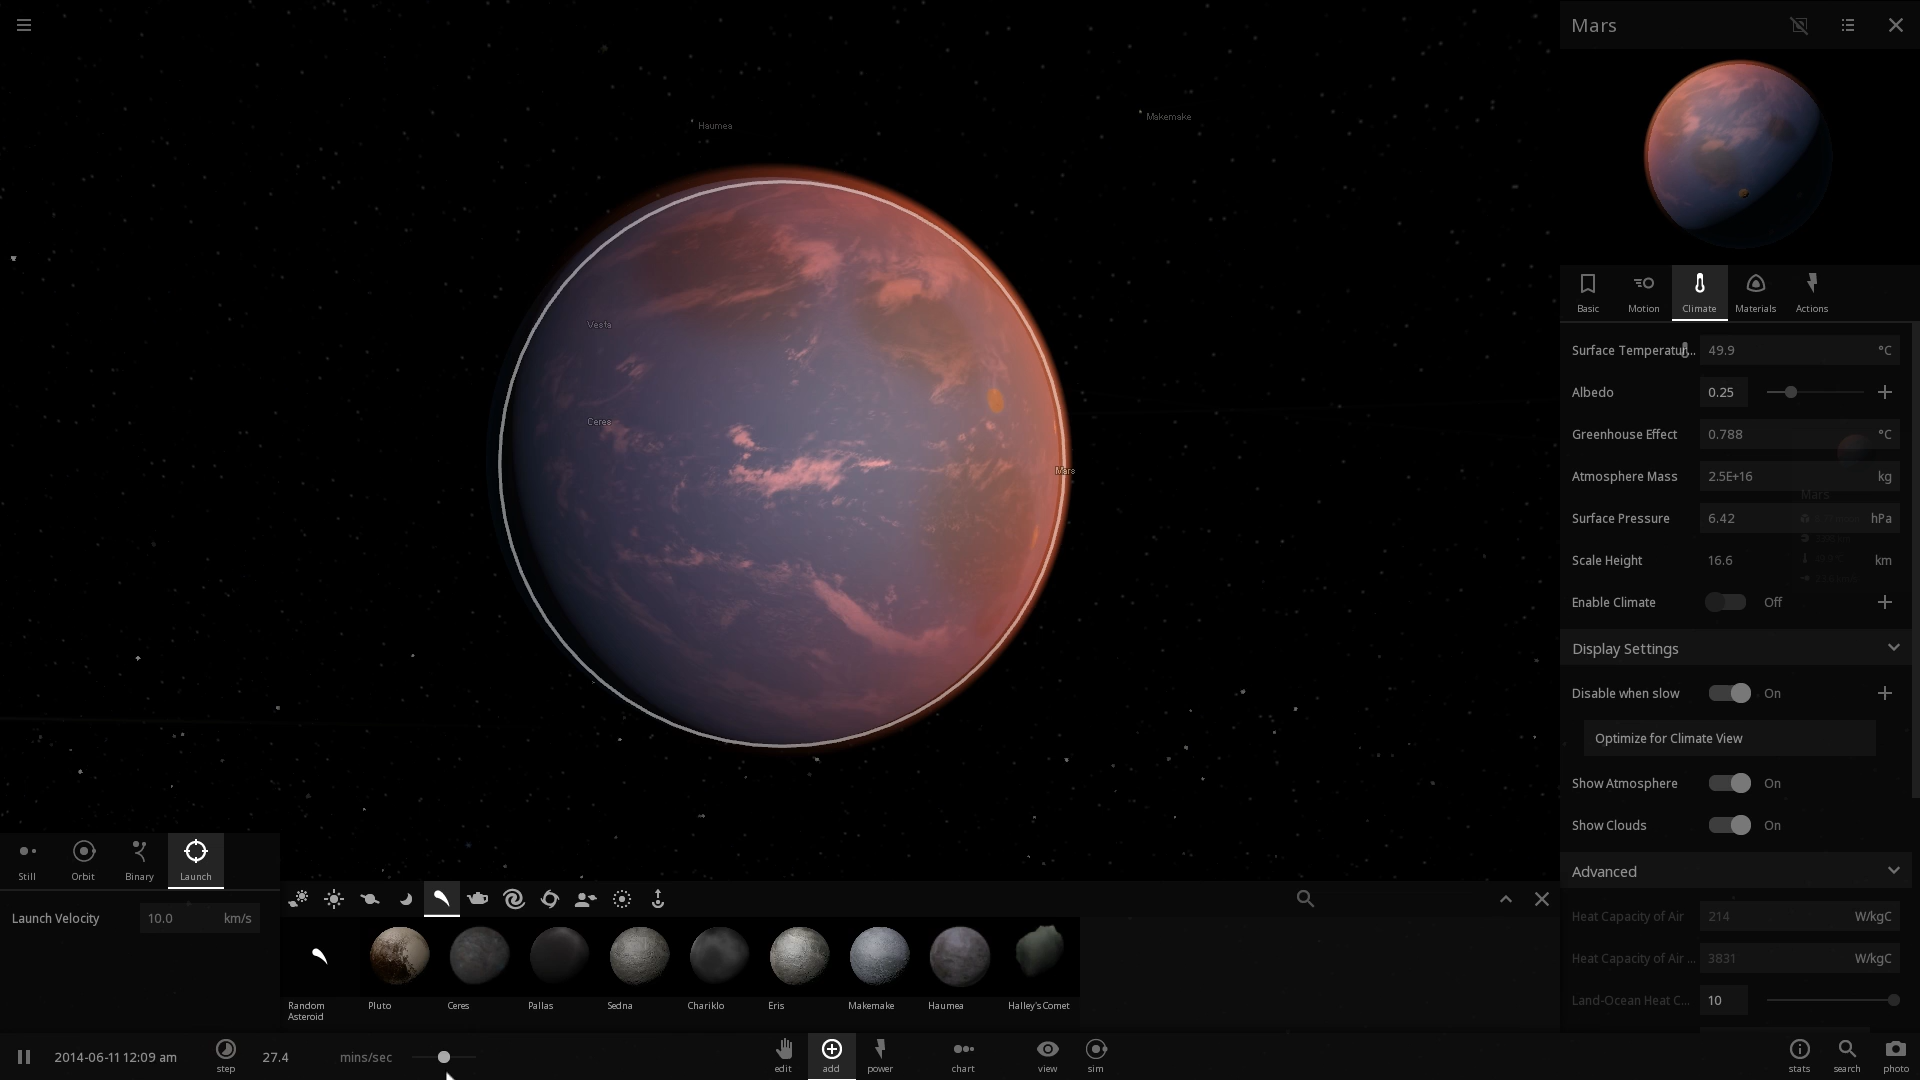 Mars
Haumea
Makemake
Vesta
Ceres
Mars
Basic
Motion
Climate
Materials
Actions
Surface Temperatur... 49.9 °C
Albedo 0.25
Greenhouse Effect 0.788 °C
Atmosphere Mass 2.5E+16 kg
Mars
Surface Pressure 6.42 hPa
Scale Height 16.6 km
Enable Climate Off
Display Settings
Disable when slow On
Optimize for Climate View
Show Atmosphere On
Show Clouds On
Advanced
Heat Capacity of Air 214 W/kgC
Heat Capacity of Air ... 3831 W/kgC
Land-Ocean Heat C... 10
Still
Orbit
Binary
Launch
Launch Velocity 10.0 km/s
Random
Asteroid
Pluto
Ceres
Pallas
Sedna
Chariklo
Eris
Makemake
Haumea
Halley's Comet
2014-06-11 12:09 am
step
27.4 mins/sec
edit
add
power
chart
view
sim
stats
search
photo